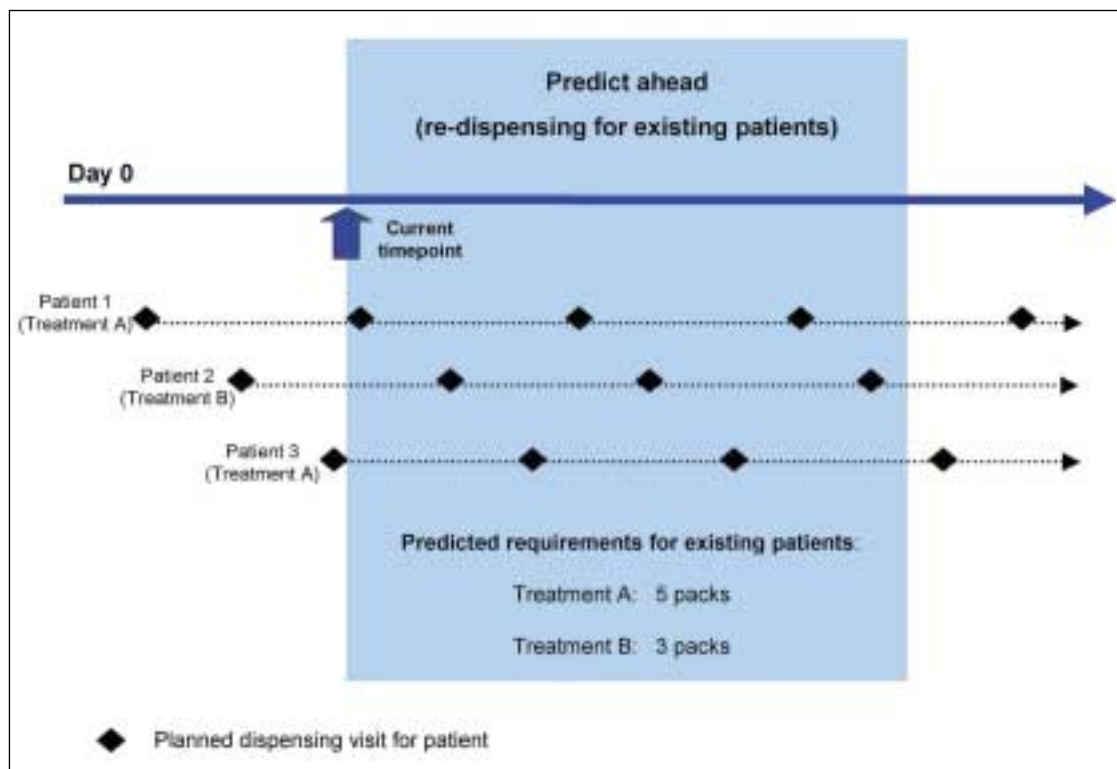 Predict ahead
(re-dispensing for existing patients)
Day 0
Current
timepoint
Patient 1
(Treatment A)
Patient 2
(Treatment B)
Patient 3
(Treatment A)
Predicted requirements for existing patients:
Treatment A: 5 packs
Treatment B: 3 packs
Planned dispensing visit for patient